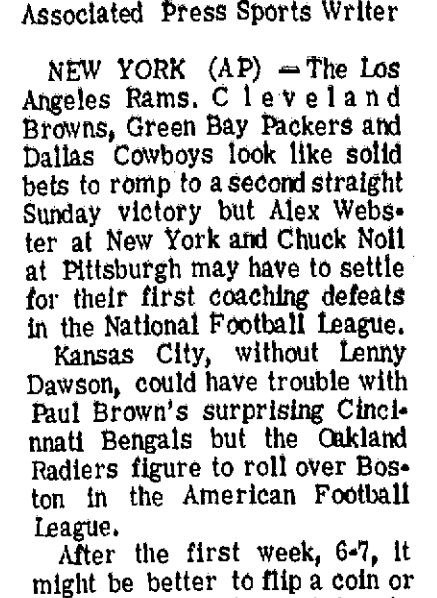 Associated Press Sports Writer
NEW YORK (AP) — The Los
Angeles Rams. Cleveland
Browns, Green Bay Packers and
Dallas Cowboys look like solid
bets to romp to a second straight
Sunday victory but Alex Webs-
ter at New York and Chuck Noll
at Pittsburgh may have to settle
for their first coaching defeats
in the National Football League.
Kansas City, without Lenny
Dawson, could have trouble with
Paul Brown's surprising Cinci-
nnati Bengals but the Oakland
Radiers figure to roll over Bos-
ton in the American Football
League.
After the first week, 6-7, it
might be better to flip a coin or